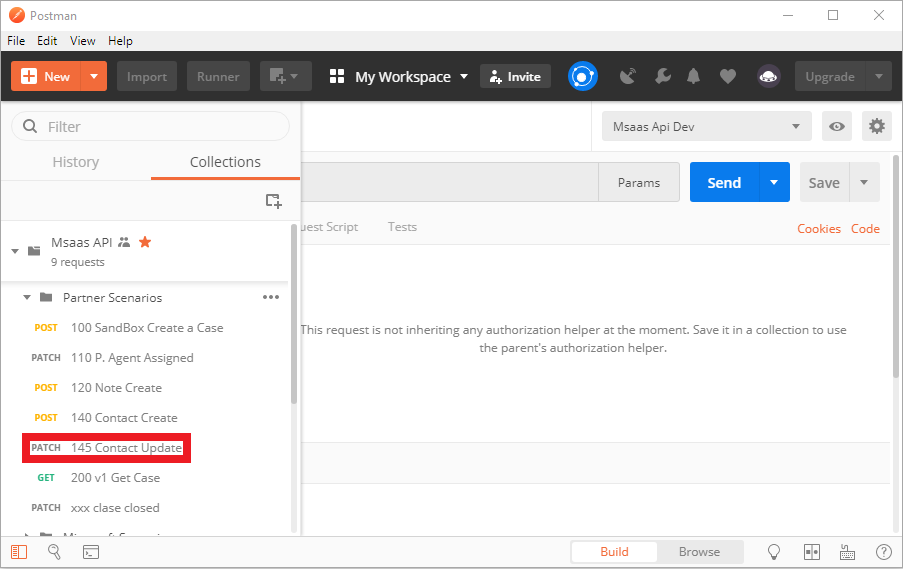 Postman
File Edit View Help
New Import Runner My Workspace Invite Upgrade
Filter
History Collections
Msaas API
9 requests
Partner Scenarios
POST 100 SandBox Create a Case
PATCH 110 P. Agent Assigned
POST 120 Note Create
POST 140 Contact Create
PATCH 145 Contact Update
GET 200 v1 Get Case
PATCH xxx clase closed
Msaas Api Dev
Params Send Save
uest Script Tests Cookies Code
This request is not inheriting any authorization helper at the moment. Save it in a collection to use
the parent's authorization helper.
Build Browse